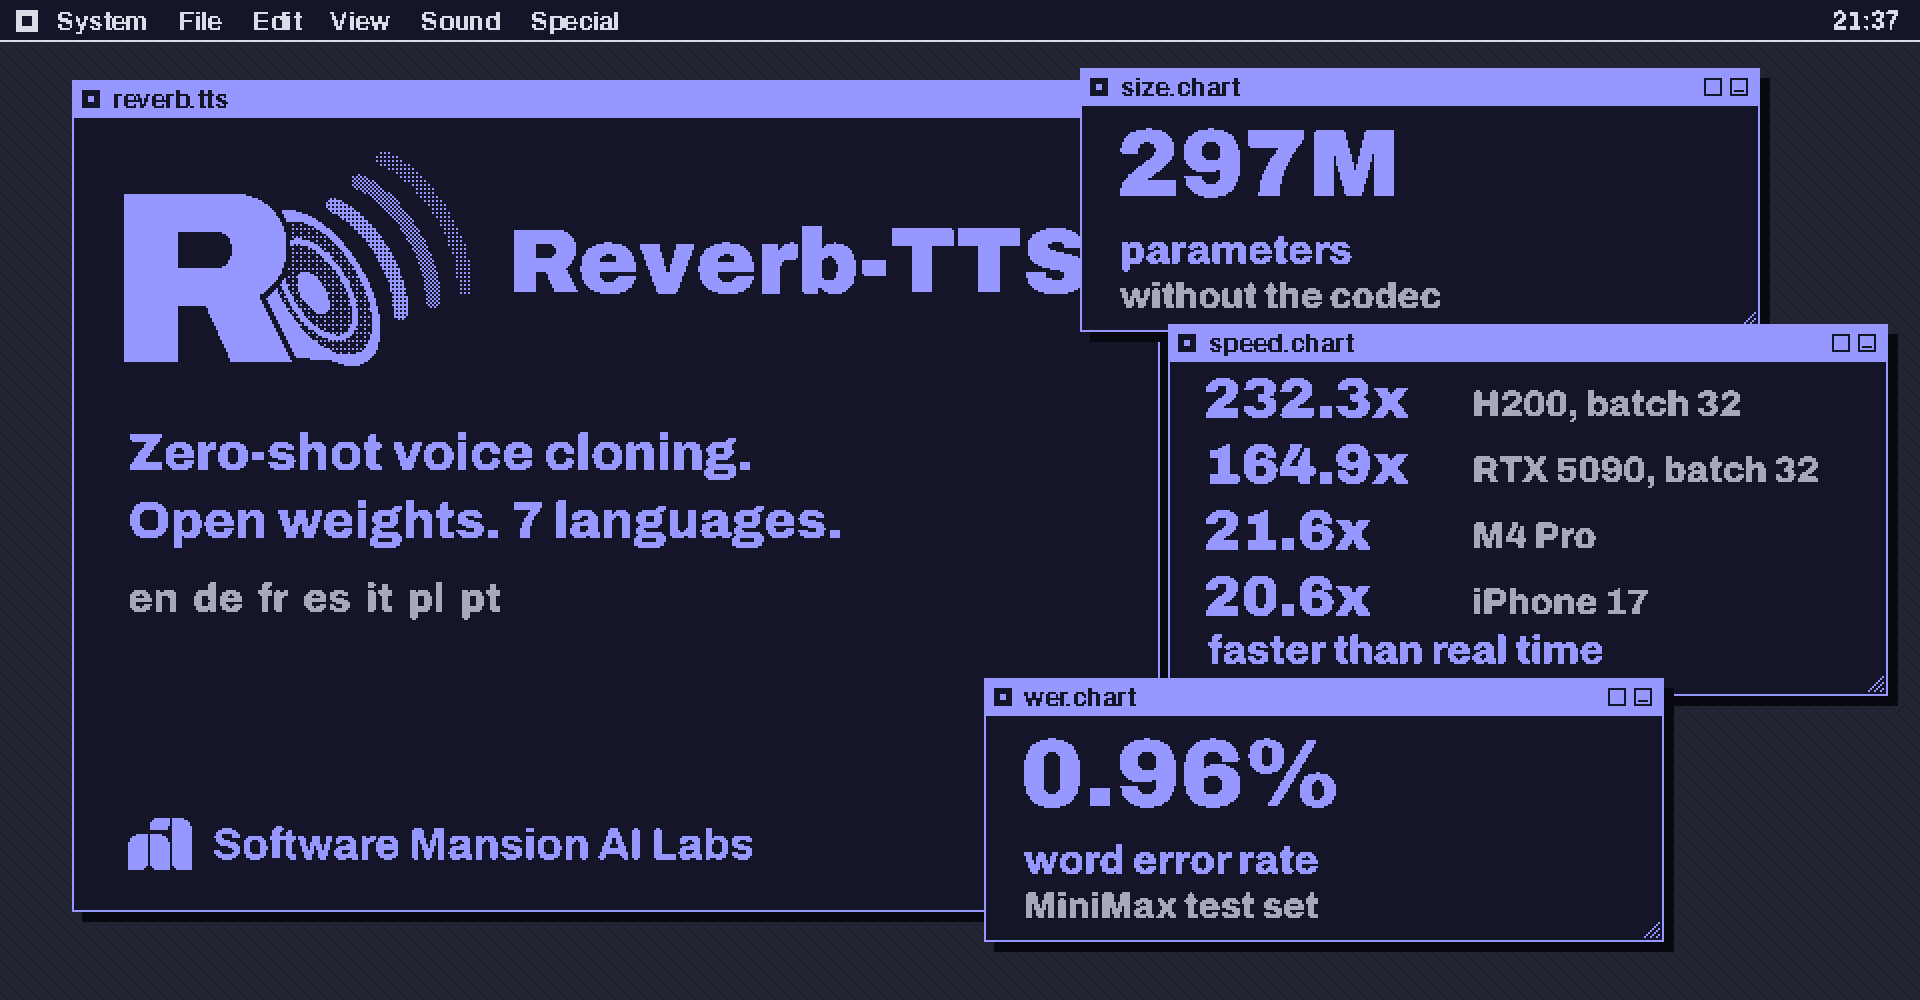 System File Edit View Sound Special 21:37
reverb.tts
Reverb-TTS
Zero-shot voice cloning.
Open weights. 7 languages.
en de fr es it pl pt
Software Mansion AI Labs
size.chart
297M
parameters
without the codec
speed.chart
232.3x H200, batch 32
164.9x RTX 5090, batch 32
21.6x M4 Pro
20.6x iPhone 17
faster than real time
wer.chart
0.96%
word error rate
MiniMax test set